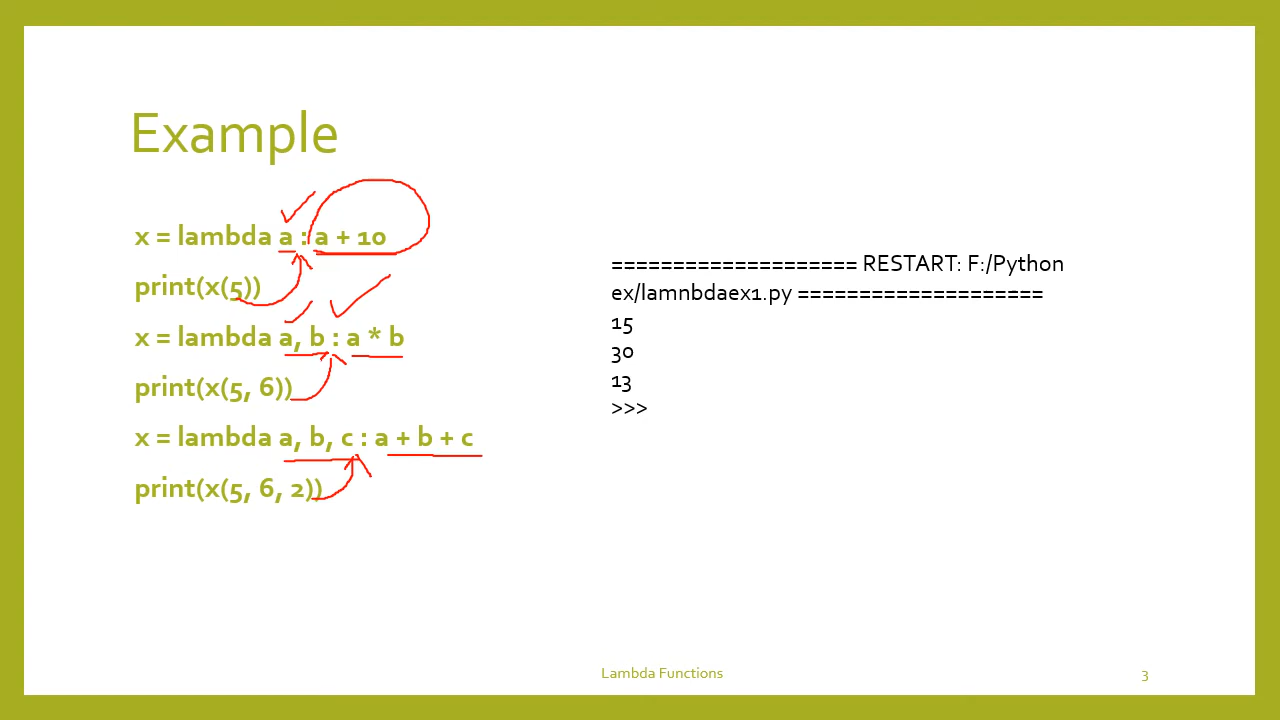 Example
x = lambda a : a + 10
print(x(5))
x = lambda a, b : a * b
print(x(5, 6))
x = lambda a, b, c : a + b + c
print(x(5, 6, 2))
==================== RESTART: F:/Python
ex/lamnbdaex1.py ====================
15
30
13
>>>
Lambda Functions
3